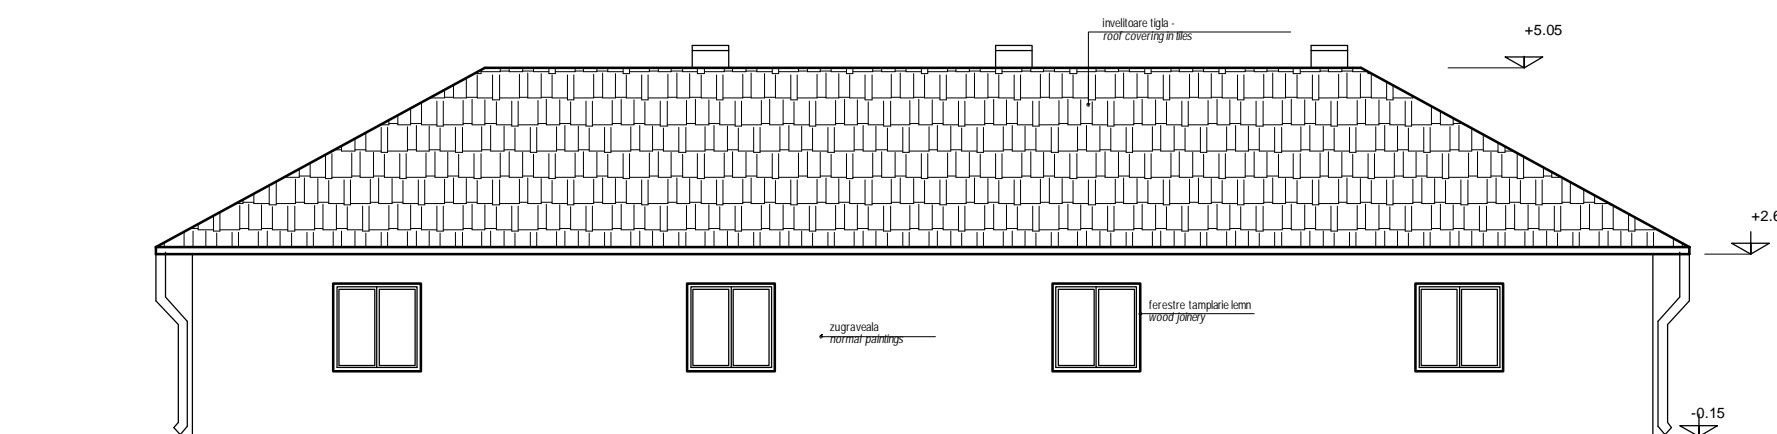 invelitoare tigla -
roof covering in tiles
+5.05
+2.6
ferestre tamplarie lemn
wood joinery
zugraveala
normal paintings
-0.15